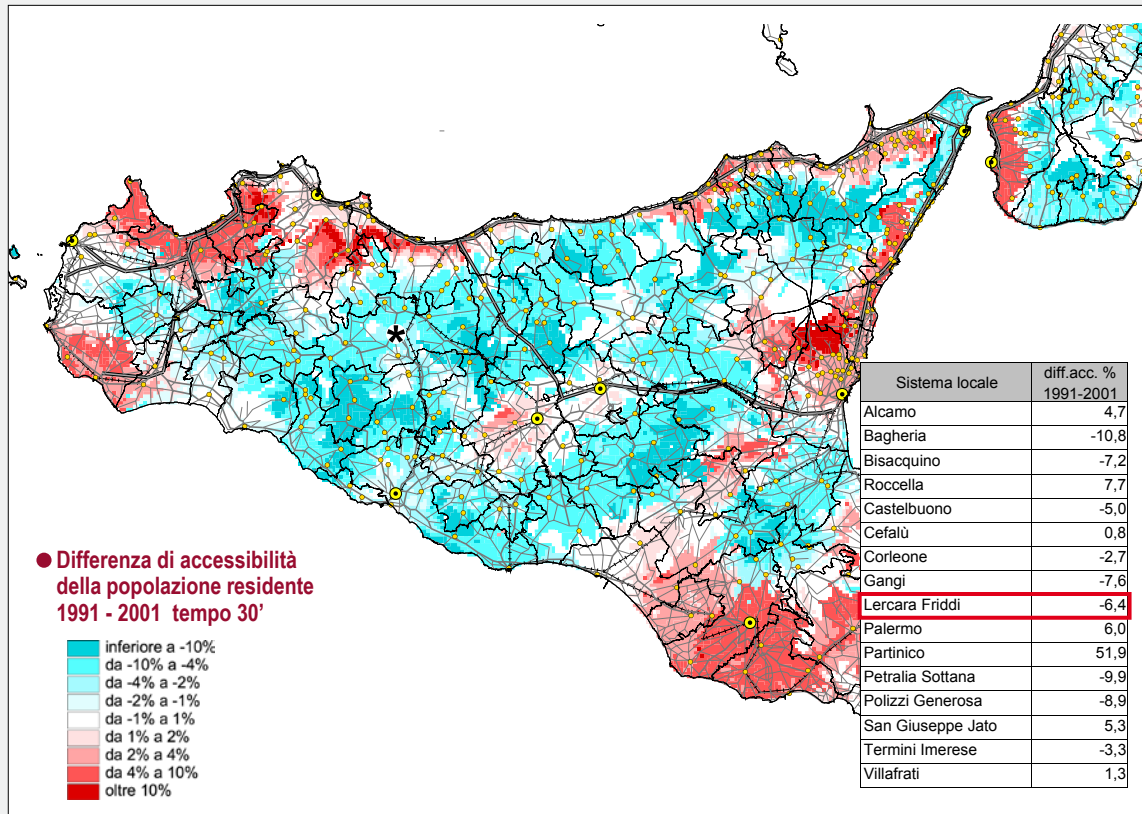 Sistema locale diff.acc. % 1991-2001
Alcamo 4,7
Bagheria -10,8
Bisacquino -7,2
Roccella 7,7
Castelbuono -5,0
Cefalù 0,8
Corleone -2,7
Gangi -7,6
Lercara Friddi -6,4
Palermo 6,0
Partinico 51,9
Petralia Sottana -9,9
Polizzi Generosa -8,9
San Giuseppe Jato 5,3
Termini Imerese -3,3
Villafrati 1,3
● Differenza di accessibilità
della popolazione residente
1991 - 2001 tempo 30’
inferiore a -10%
da -10% a -4%
da -4% a -2%
da -2% a -1%
da -1% a 1%
da 1% a 2%
da 2% a 4%
da 4% a 10%
oltre 10%
*